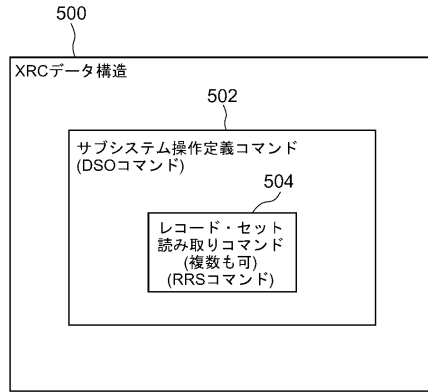 500
XRCデータ構造
502
サブシステム操作定義コマンド
(DSOコマンド)
504
レコード・セット
読み取りコマンド
(複数も可)
(RRSコマンド)